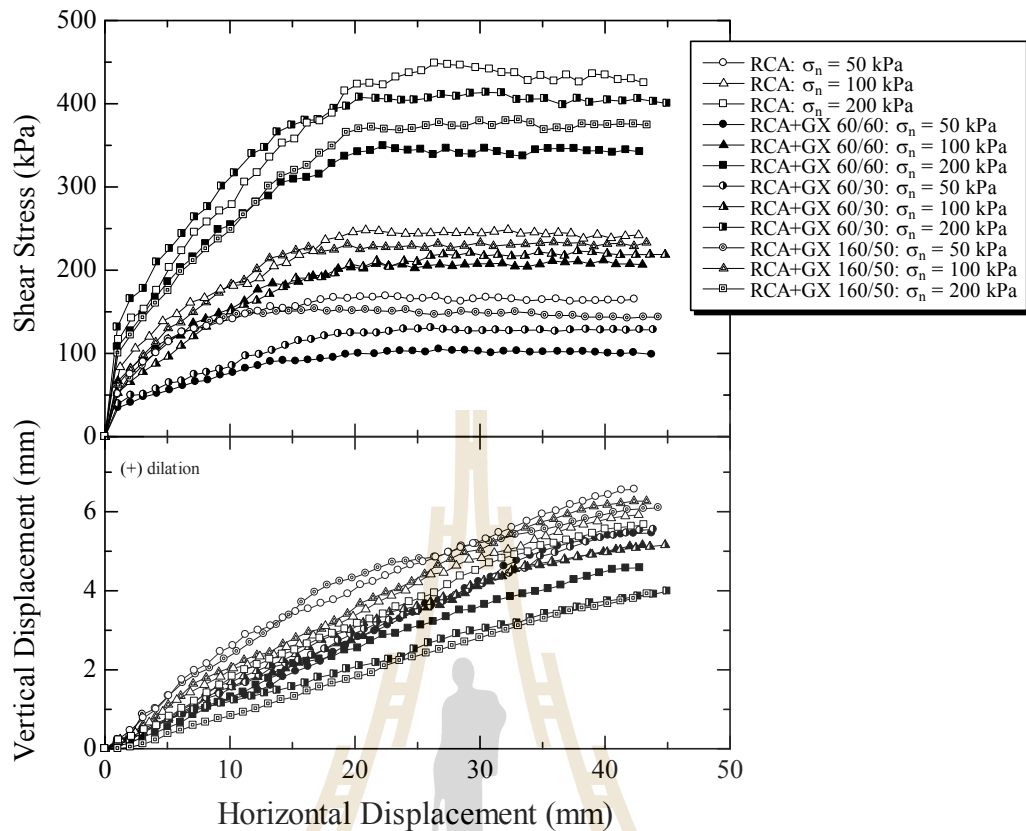 500
400
300
200
100
0
Shear Stress (kPa)
RCA: σn = 50 kPa
RCA: σn = 100 kPa
RCA: σn = 200 kPa
RCA+GX 60/60: σn = 50 kPa
RCA+GX 60/60: σn = 100 kPa
RCA+GX 60/60: σn = 200 kPa
RCA+GX 60/30: σn = 50 kPa
RCA+GX 60/30: σn = 100 kPa
RCA+GX 60/30: σn = 200 kPa
RCA+GX 160/50: σn = 50 kPa
RCA+GX 160/50: σn = 100 kPa
RCA+GX 160/50: σn = 200 kPa
(+) dilation
6
4
2
0
Vertical Displacement (mm)
0 10 20 30 40 50
Horizontal Displacement (mm)